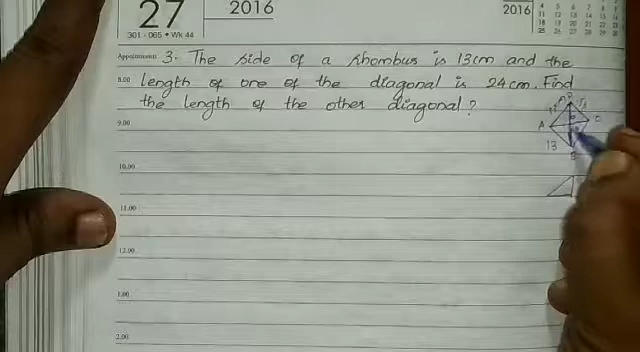 27
301 - 065 • Wk 44
2016
2016
Appointments 3. The side of a rhombus is 13cm and the
8.00 length of one of the diagonal is 24cm. Find
the length of the other diagonal?
9.00
A
13
10.00
11.00
12.00
1.00
2.00